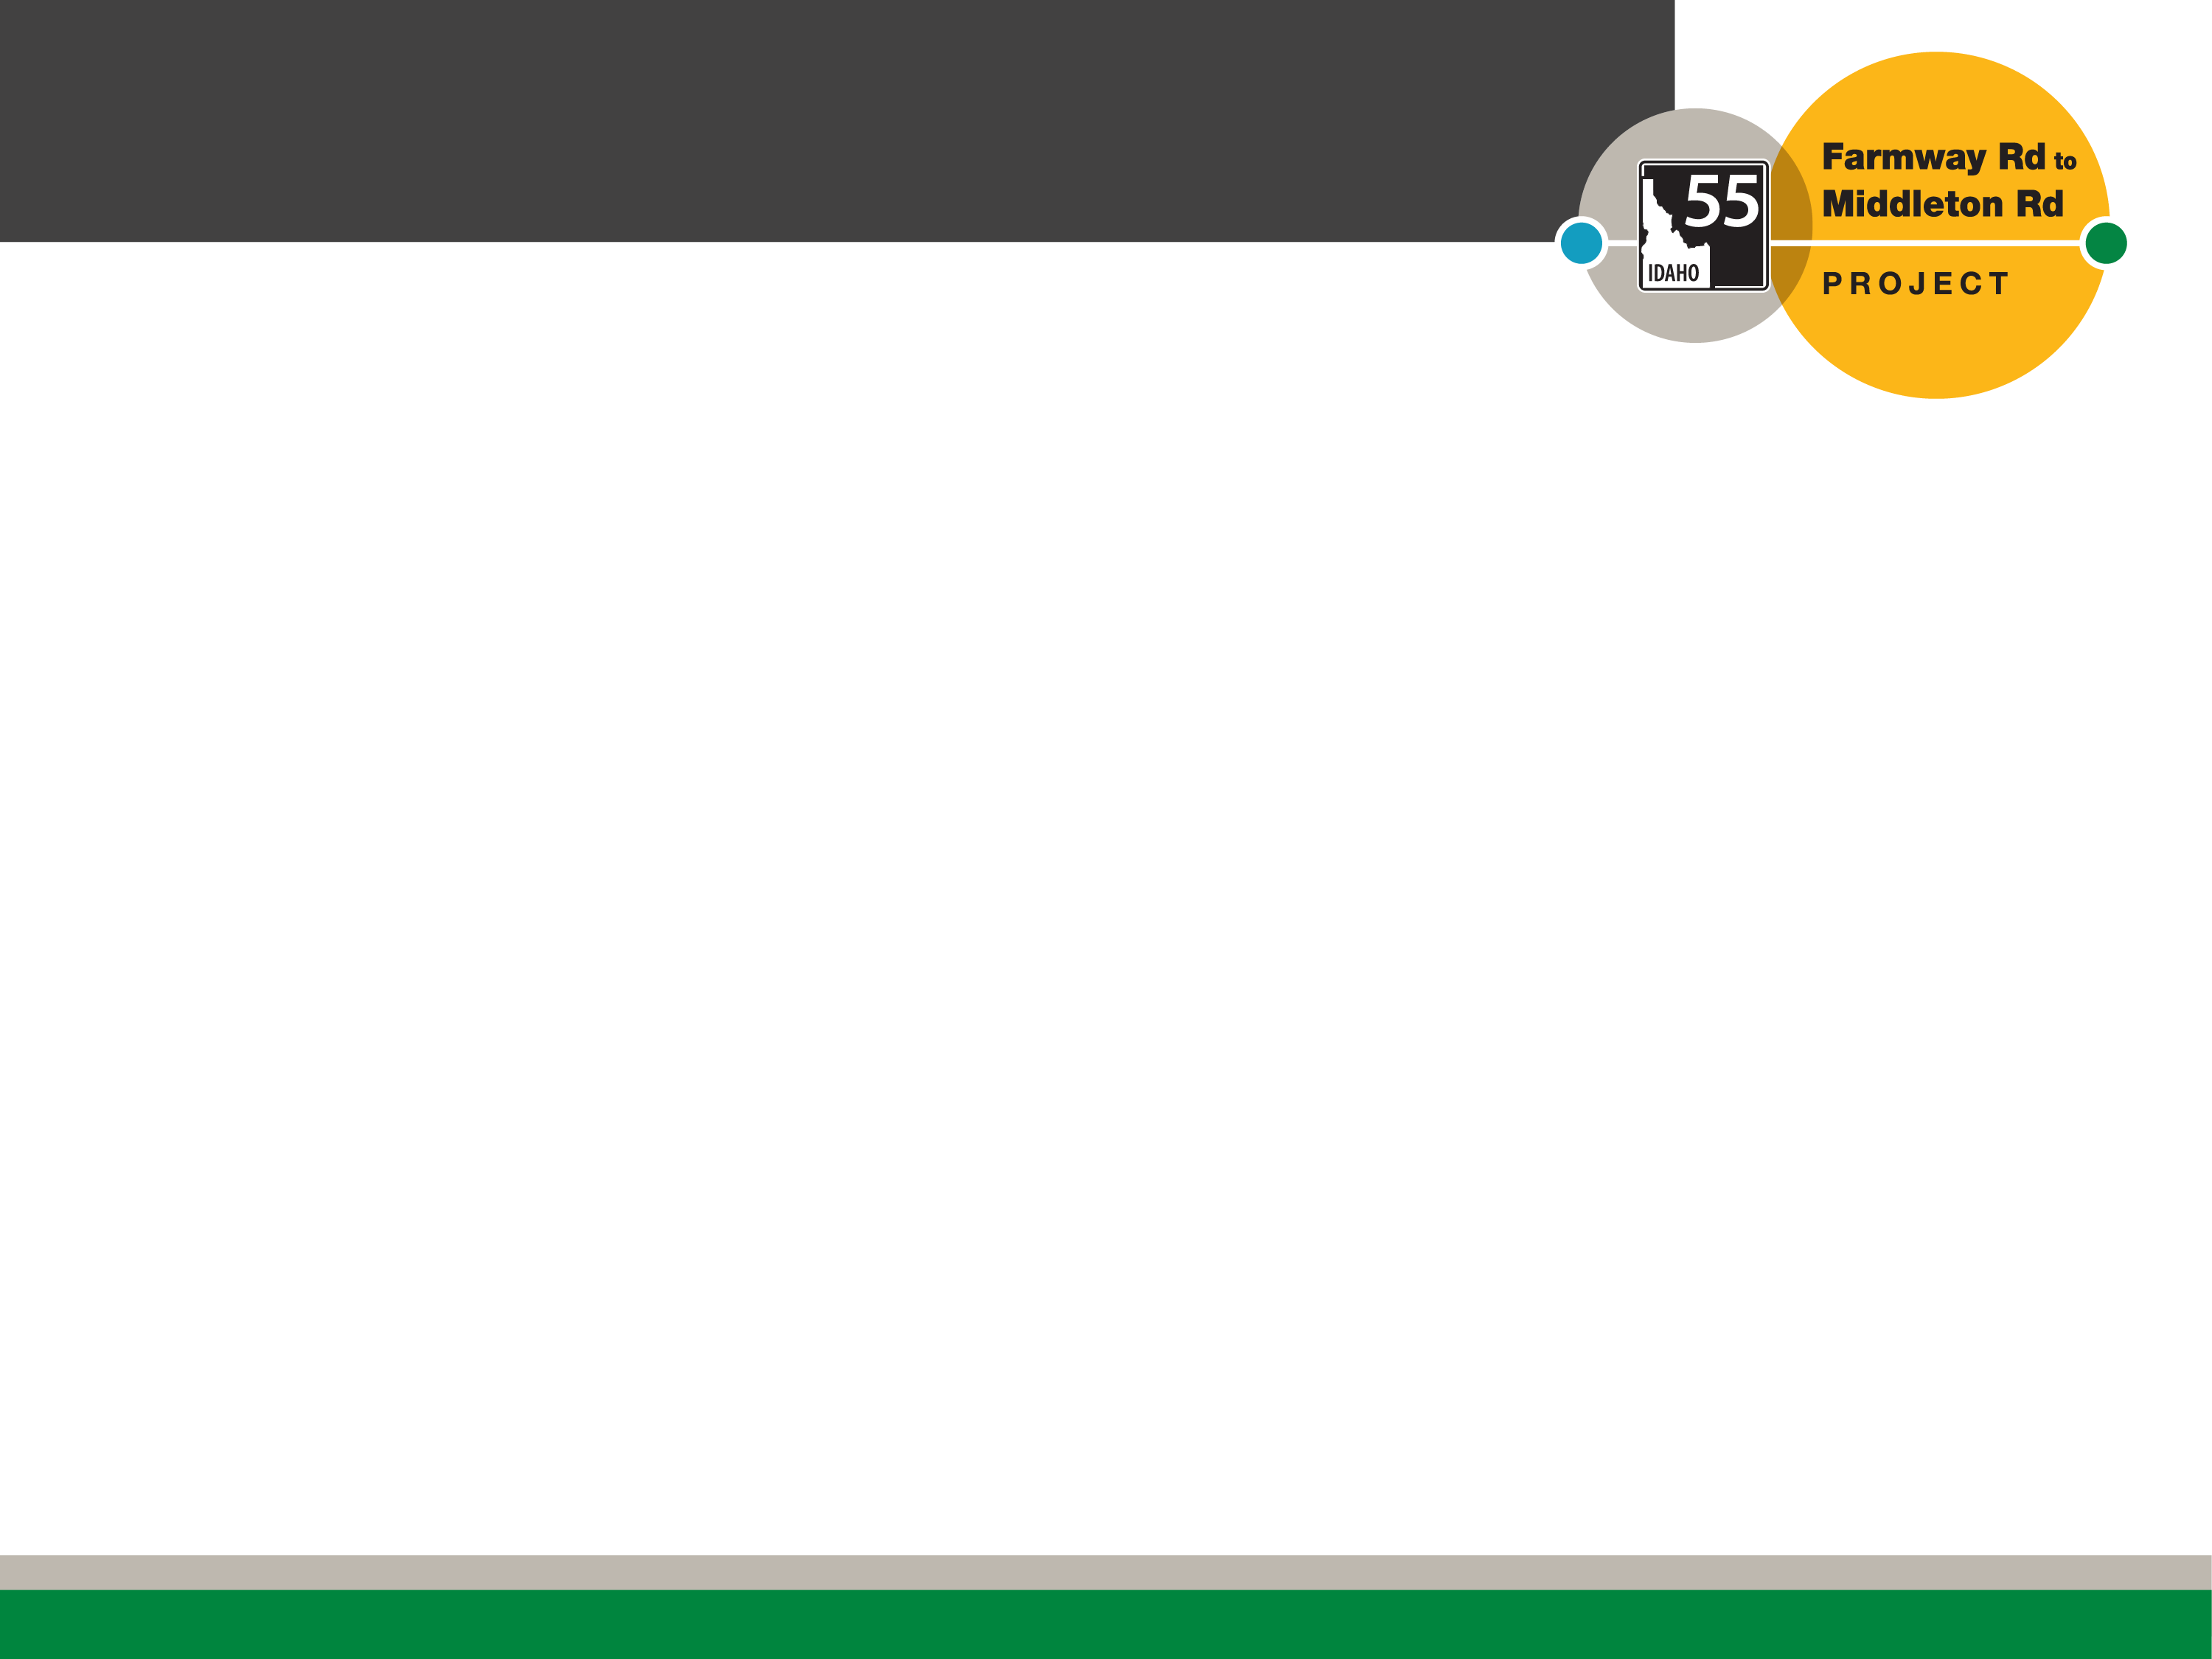 55
IDAHO
Farmway Rd to
Middleton Rd
PROJECT